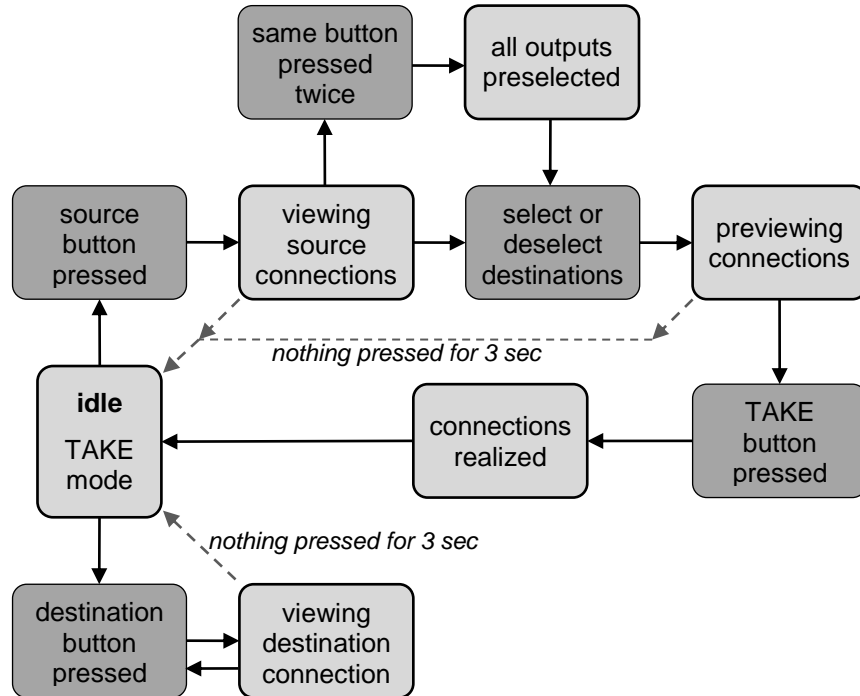 same button
pressed
twice
all outputs
preselected
source
button
pressed
viewing
source
connections
select or
deselect
destinations
previewing
connections
nothing pressed for 3 sec
idle
TAKE
mode
connections
realized
TAKE
button
pressed
nothing pressed for 3 sec
destination
button
pressed
viewing
destination
connection